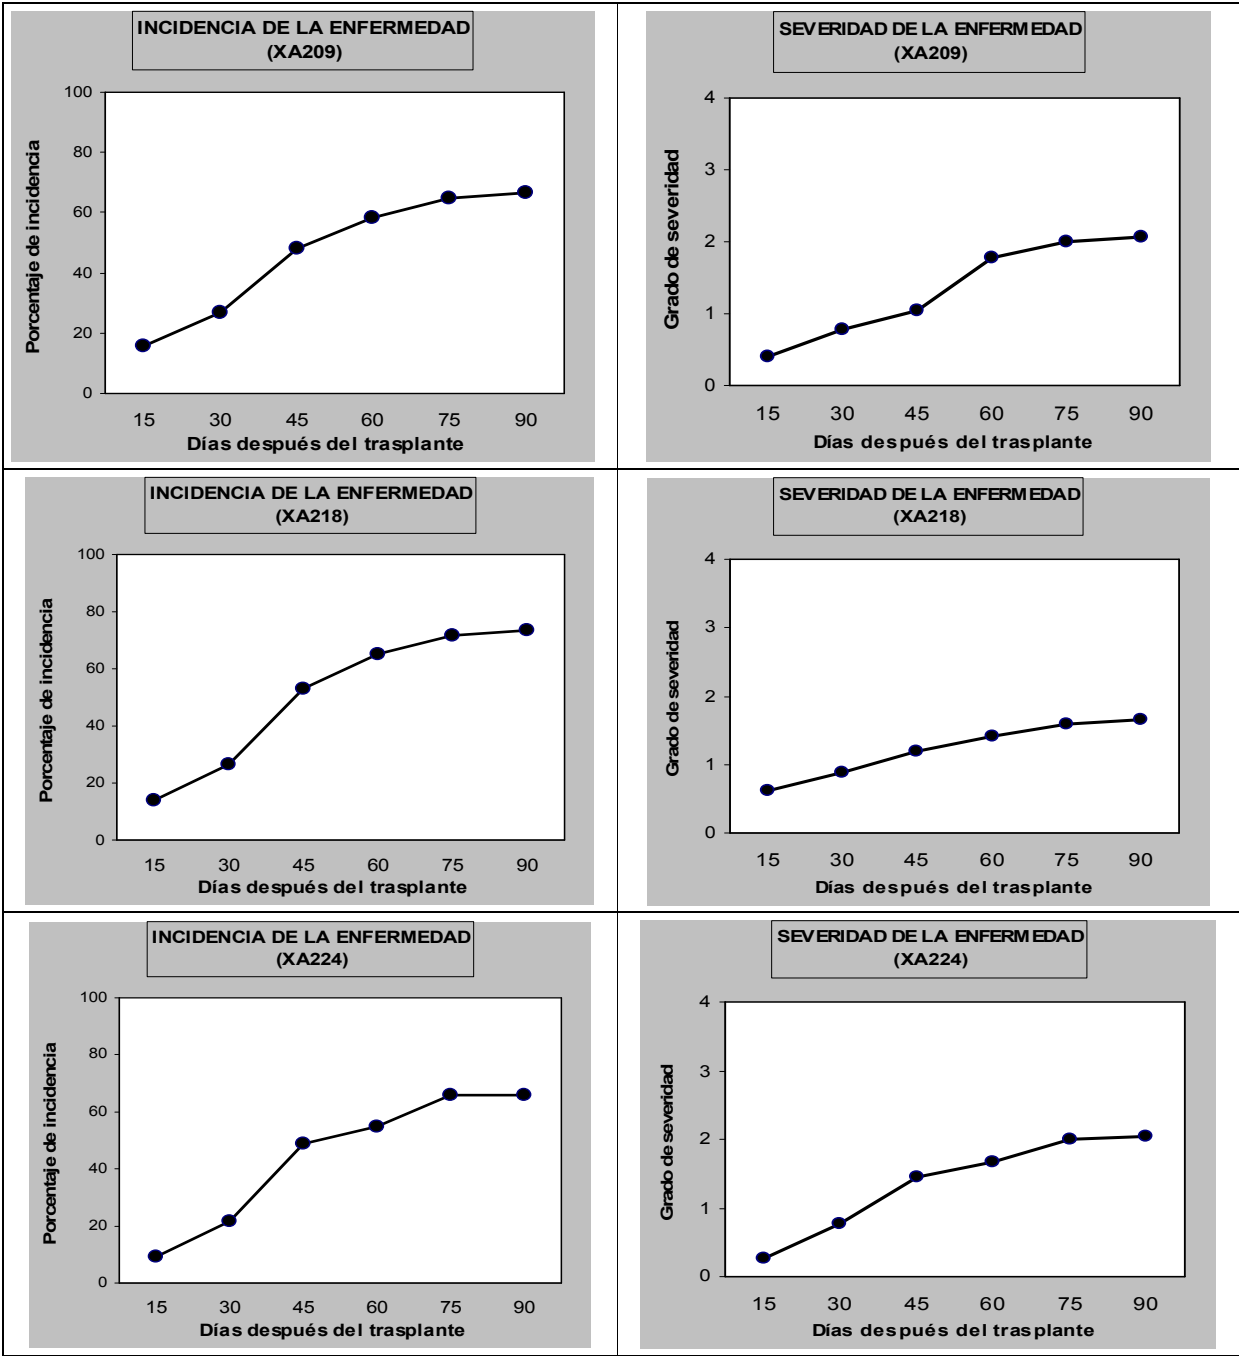 INCIDENCIA DE LA ENFERMEDAD
(XA209)
100
80
60
40
20
0
Porcentaje de incidencia
15 30 45 60 75 90
Días después del trasplante
SEVERIDAD DE LA ENFERMEDAD
(XA209)
4
3
2
1
0
Grado de severidad
15 30 45 60 75 90
Días después del trasplante
INCIDENCIA DE LA ENFERMEDAD
(XA218)
100
80
60
40
20
0
Porcentaje de incidencia
15 30 45 60 75 90
Días después del trasplante
SEVERIDAD DE LA ENFERMEDAD
(XA218)
4
3
2
1
0
Grado de severidad
15 30 45 60 75 90
Días después del trasplante
INCIDENCIA DE LA ENFERMEDAD
(XA224)
100
80
60
40
20
0
Porcentaje de incidencia
15 30 45 60 75 90
Días después del trasplante
SEVERIDAD DE LA ENFERMEDAD
(XA224)
4
3
2
1
0
Grado de severidad
15 30 45 60 75 90
Días después del trasplante